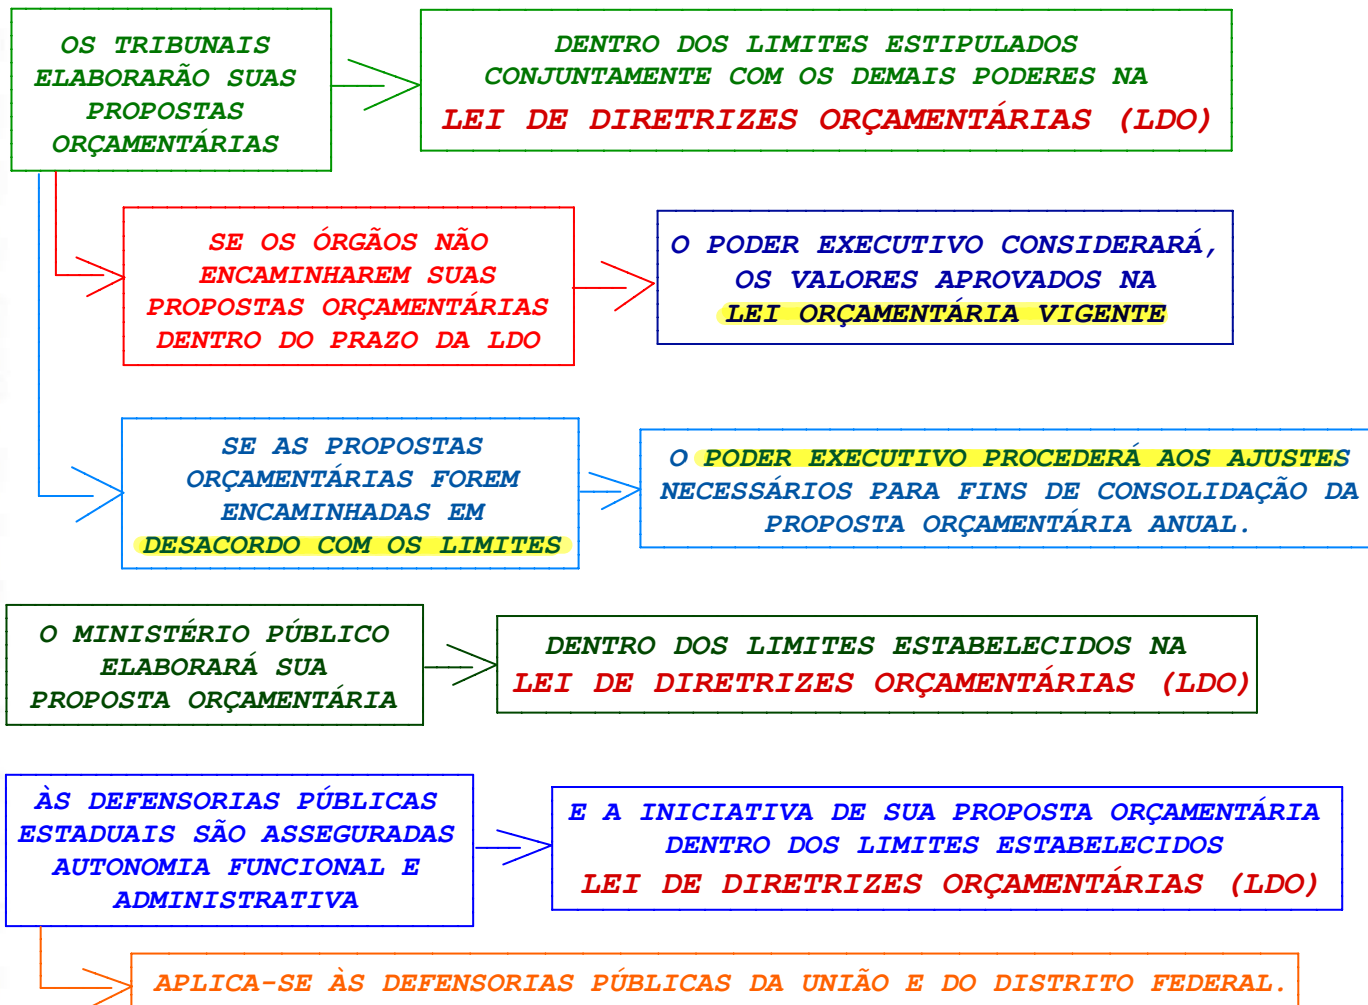 OS TRIBUNAIS
ELABORARÃO SUAS
PROPOSTAS
ORÇAMENTÁRIAS
DENTRO DOS LIMITES ESTIPULADOS
CONJUNTAMENTE COM OS DEMAIS PODERES NA
LEI DE DIRETRIZES ORÇAMENTÁRIAS (LDO)
SE OS ÓRGÃOS NÃO
ENCAMINHAREM SUAS
PROPOSTAS ORÇAMENTÁRIAS
DENTRO DO PRAZO DA LDO
O PODER EXECUTIVO CONSIDERARÁ,
OS VALORES APROVADOS NA
LEI ORÇAMENTÁRIA VIGENTE
SE AS PROPOSTAS
ORÇAMENTÁRIAS FOREM
ENCAMINHADAS EM
DESACORDO COM OS LIMITES
O PODER EXECUTIVO PROCEDERÁ AOS AJUSTES
NECESSÁRIOS PARA FINS DE CONSOLIDAÇÃO DA
PROPOSTA ORÇAMENTÁRIA ANUAL.
O MINISTÉRIO PÚBLICO
ELABORARÁ SUA
PROPOSTA ORÇAMENTÁRIA
DENTRO DOS LIMITES ESTABELECIDOS NA
LEI DE DIRETRIZES ORÇAMENTÁRIAS (LDO)
ÀS DEFENSORIAS PÚBLICAS
ESTADUAIS SÃO ASSEGURADAS
AUTONOMIA FUNCIONAL E
ADMINISTRATIVA
E A INICIATIVA DE SUA PROPOSTA ORÇAMENTÁRIA
DENTRO DOS LIMITES ESTABELECIDOS
LEI DE DIRETRIZES ORÇAMENTÁRIAS (LDO)
APLICA-SE ÀS DEFENSORIAS PÚBLICAS DA UNIÃO E DO DISTRITO FEDERAL.